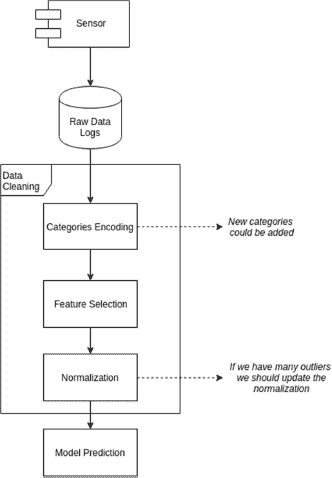 Sensor
Raw Data
Logs
Data
Cleaning
Categories Encoding
New categories
could be added
Feature Selection
Normalization
If we have many outliers
we should update the
normalization
Model Prediction